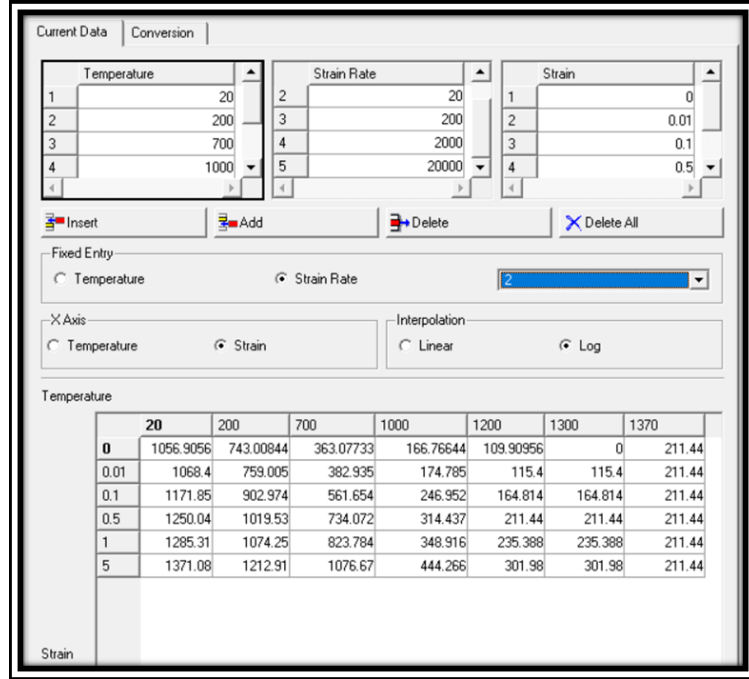 Current Data Conversion
Temperature Strain Rate Strain
1 20 2 20 1 0
2 200 3 200 2 0.01
3 700 4 2000 3 0.1
4 1000 5 20000 4 0.5
Insert Add Delete Delete All
Fixed Entry
Temperature Strain Rate 2
X Axis Interpolation
Temperature Strain Linear Log
Temperature
20 200 700 1000 1200 1300 1370
0 1056.9056 743.00844 363.07733 166.76644 109.90956 0 211.44
0.01 1068.4 759.005 382.935 174.785 115.4 115.4 211.44
0.1 1171.85 902.974 561.654 246.952 164.814 164.814 211.44
0.5 1250.04 1019.53 734.072 314.437 211.44 211.44 211.44
1 1285.31 1074.25 823.784 348.916 235.388 235.388 211.44
5 1371.08 1212.91 1076.67 444.266 301.98 301.98 211.44
Strain